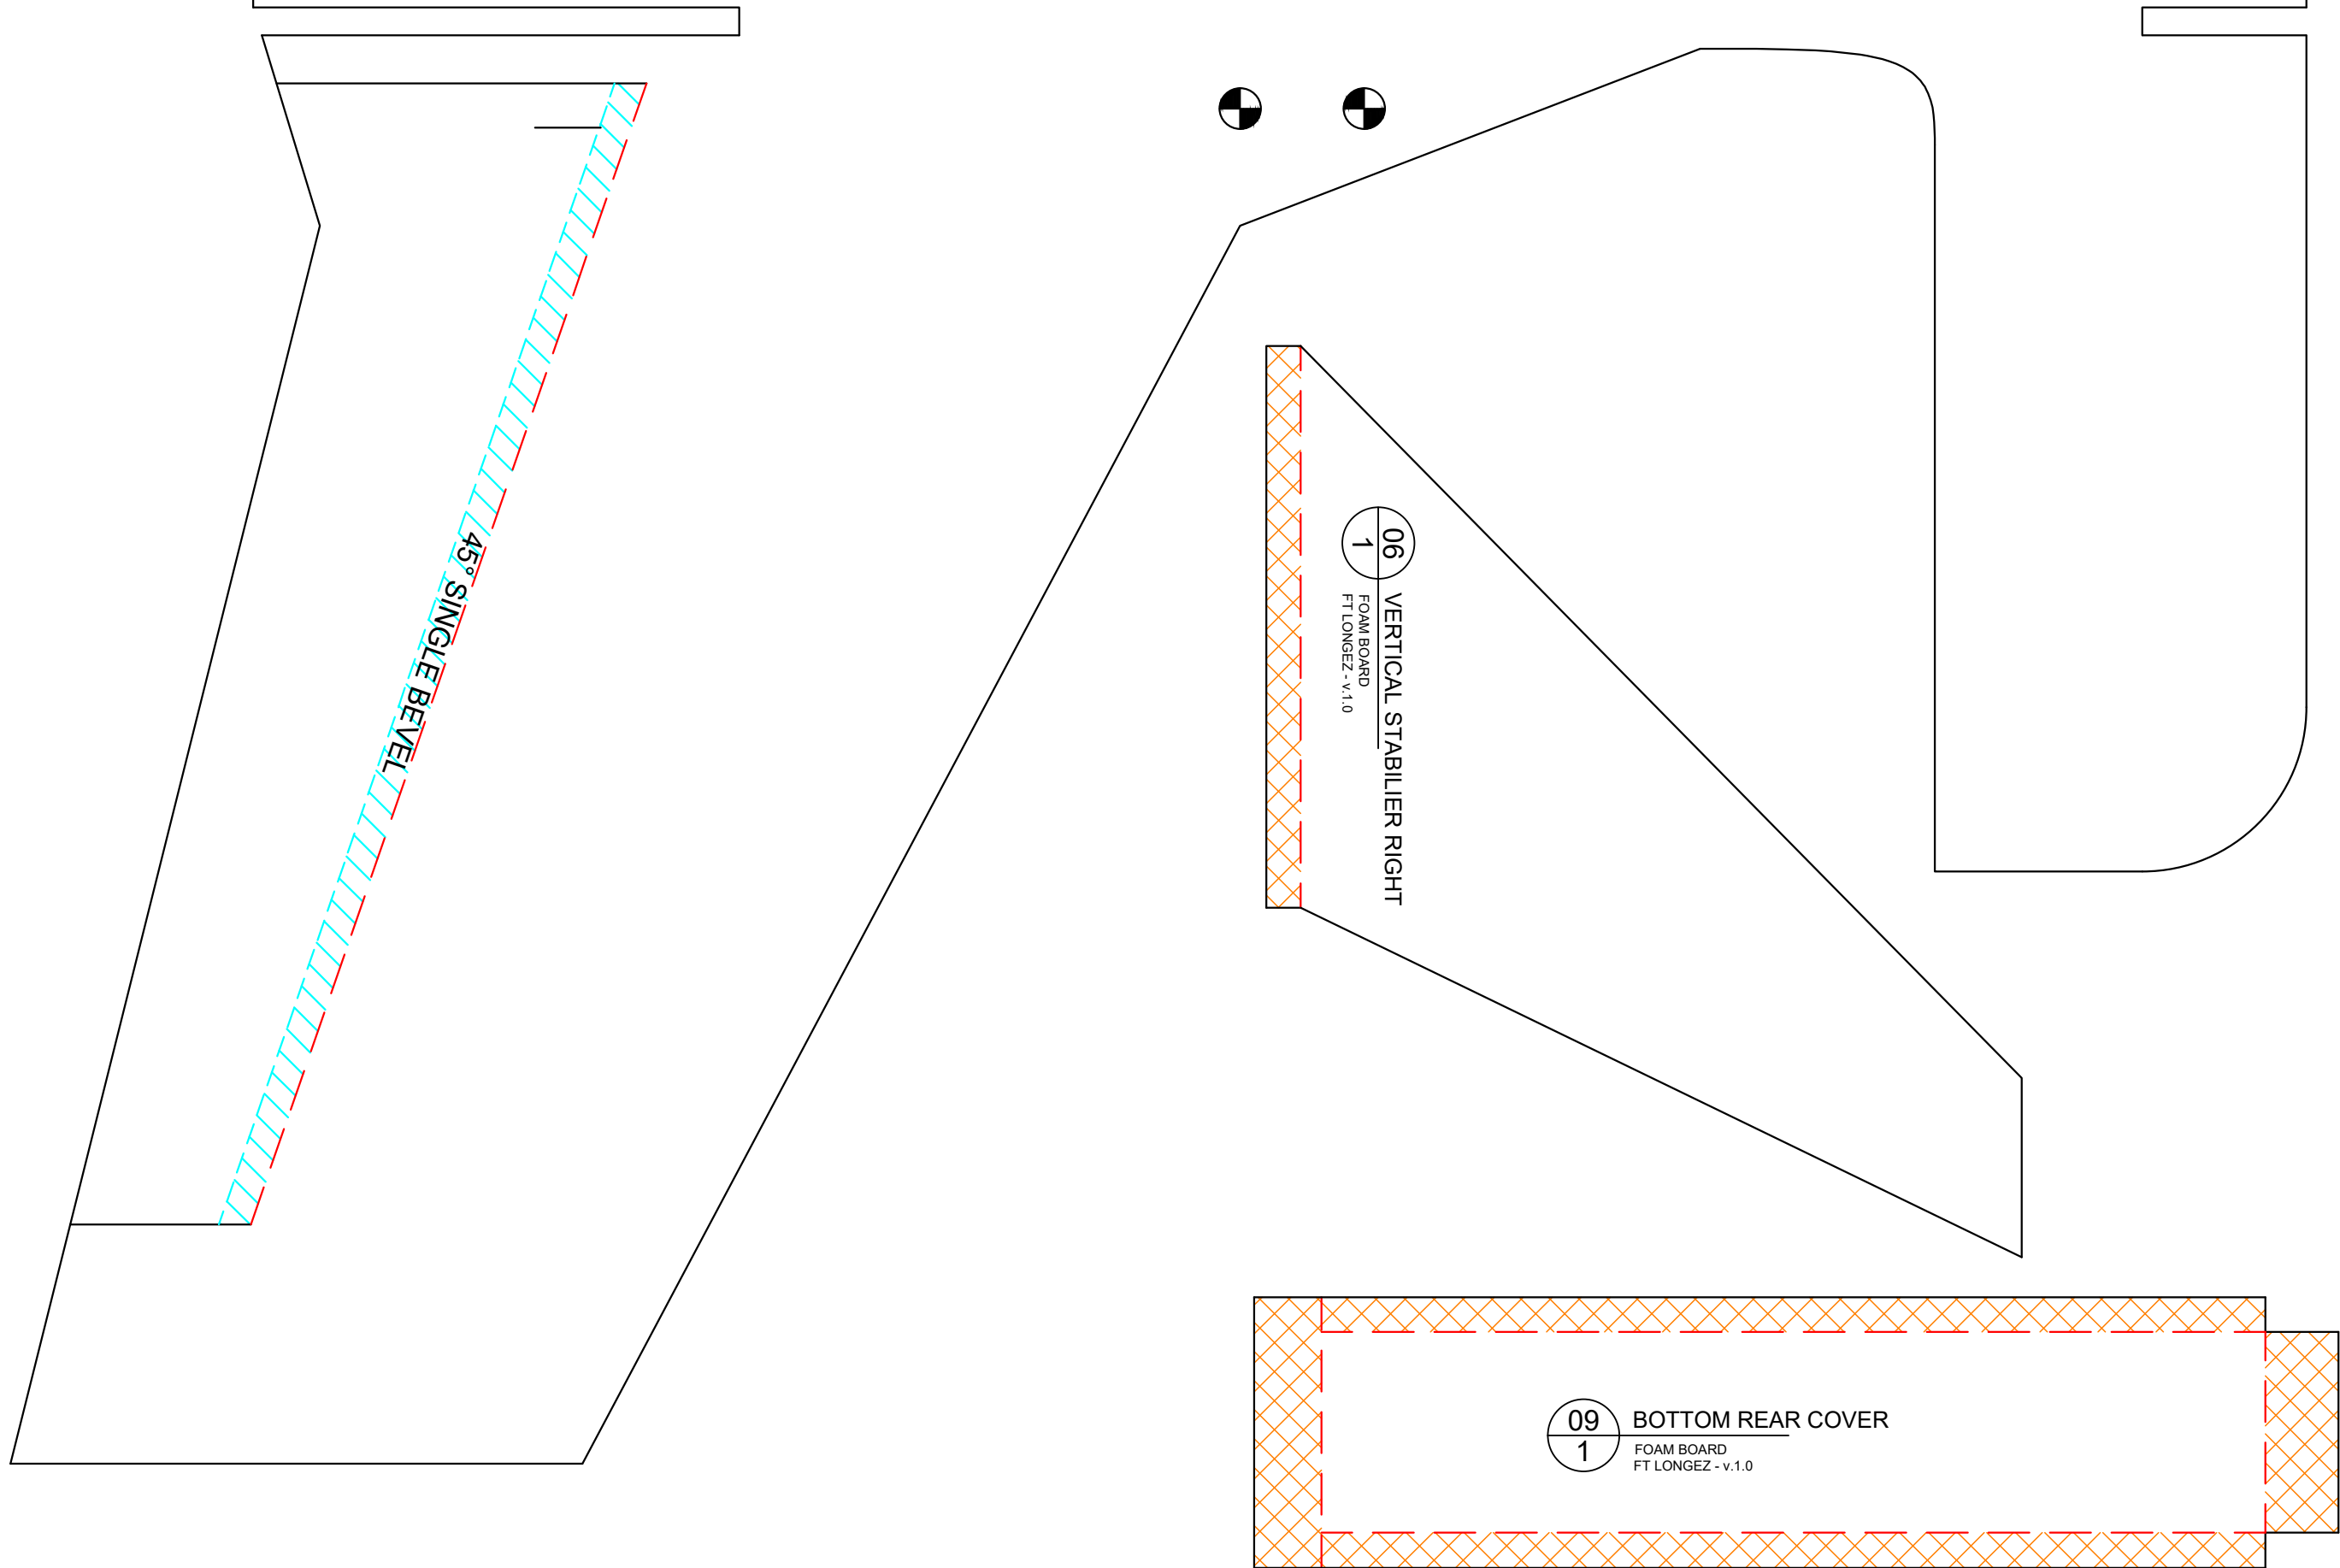 45° SINGLE BEVEL
06
1
VERTICAL STABILIER RIGHT
FOAM BOARD
FT LONGEZ - v.1.0
09
1
BOTTOM REAR COVER
FOAM BOARD
FT LONGEZ - v.1.0